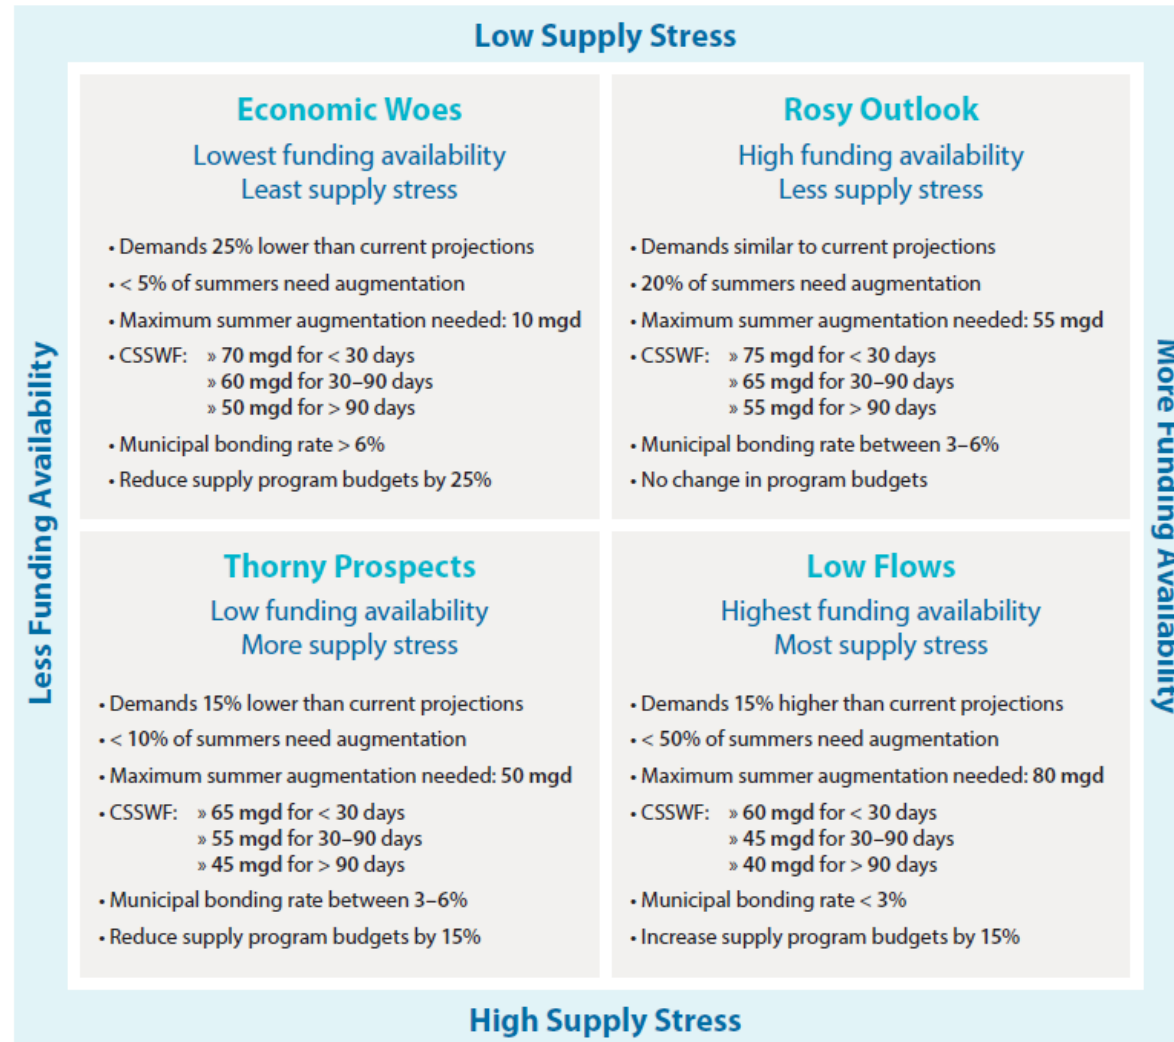 Low Supply Stress
Less Funding Availability
More Funding Availability
Economic Woes
Lowest funding availability
Least supply stress
• Demands 25% lower than current projections
• < 5% of summers need augmentation
• Maximum summer augmentation needed: 10 mgd
• CSSWF: » 70 mgd for < 30 days
» 60 mgd for 30–90 days
» 50 mgd for > 90 days
• Municipal bonding rate > 6%
• Reduce supply program budgets by 25%
Rosy Outlook
High funding availability
Less supply stress
• Demands similar to current projections
• 20% of summers need augmentation
• Maximum summer augmentation needed: 55 mgd
• CSSWF: » 75 mgd for < 30 days
» 65 mgd for 30–90 days
» 55 mgd for > 90 days
• Municipal bonding rate between 3–6%
• No change in program budgets
Thorny Prospects
Low funding availability
More supply stress
• Demands 15% lower than current projections
• < 10% of summers need augmentation
• Maximum summer augmentation needed: 50 mgd
• CSSWF: » 65 mgd for < 30 days
» 55 mgd for 30–90 days
» 45 mgd for > 90 days
• Municipal bonding rate between 3–6%
• Reduce supply program budgets by 15%
Low Flows
Highest funding availability
Most supply stress
• Demands 15% higher than current projections
• < 50% of summers need augmentation
• Maximum summer augmentation needed: 80 mgd
• CSSWF: » 60 mgd for < 30 days
» 45 mgd for 30–90 days
» 40 mgd for > 90 days
• Municipal bonding rate < 3%
• Increase supply program budgets by 15%
High Supply Stress